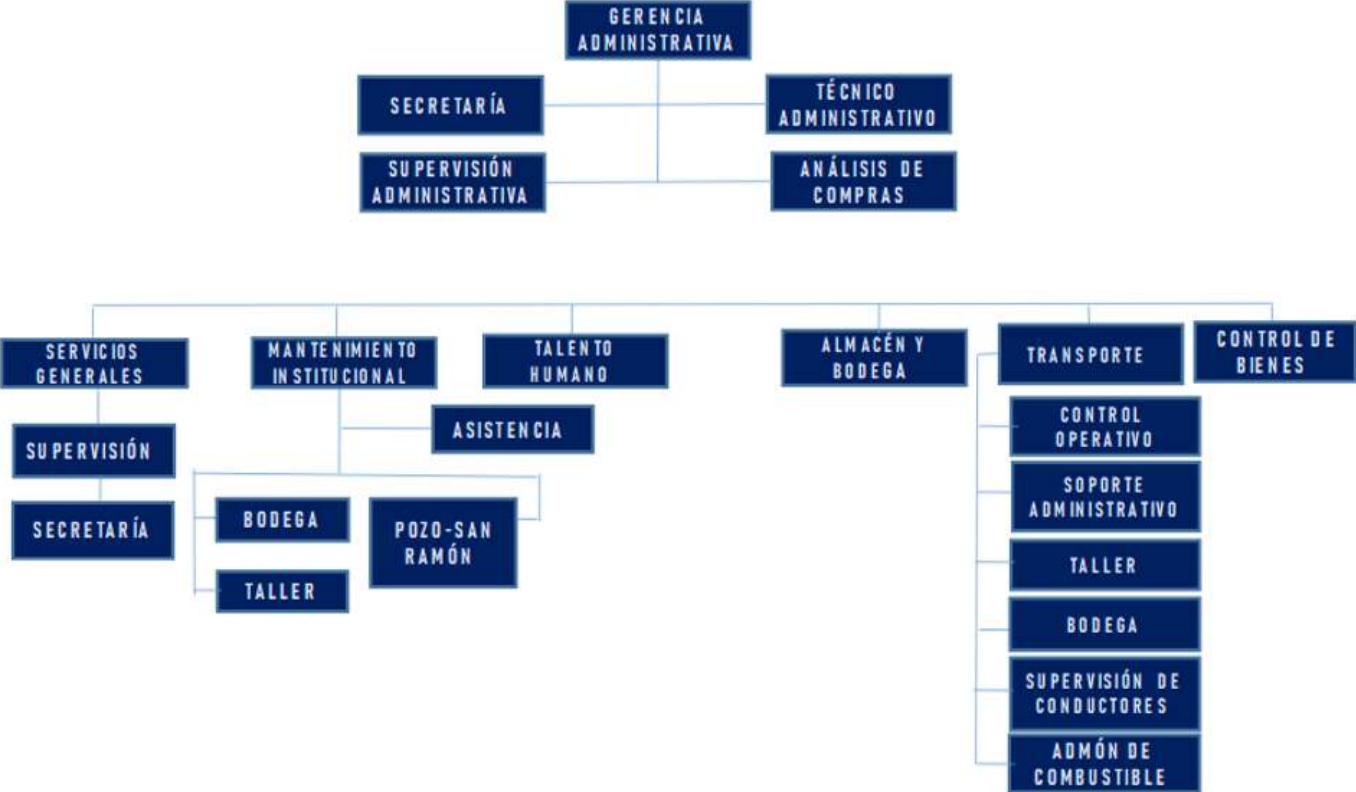 GERENCIA
ADMINISTRATIVA
SECRETARÍA
TÉCNICO
ADMINISTRATIVO
SUPERVISIÓN
ADMINISTRATIVA
ANÁLISIS DE
COMPRAS
SERVICIOS
GENERALES
MANTENIMIENTO
INSTITUCIONAL
TALENTO
HUMANO
ALMACÉN Y
BODEGA
TRANSPORTE
CONTROL DE
BIENES
SUPERVISIÓN
SECRETARÍA
ASISTENCIA
BODEGA
TALLER
POZO-SAN
RAMÓN
CONTROL
OPERATIVO
SOPORTE
ADMINISTRATIVO
TALLER
BODEGA
SUPERVISIÓN DE
CONDUCTORES
ADMÓN DE
COMBUSTIBLE